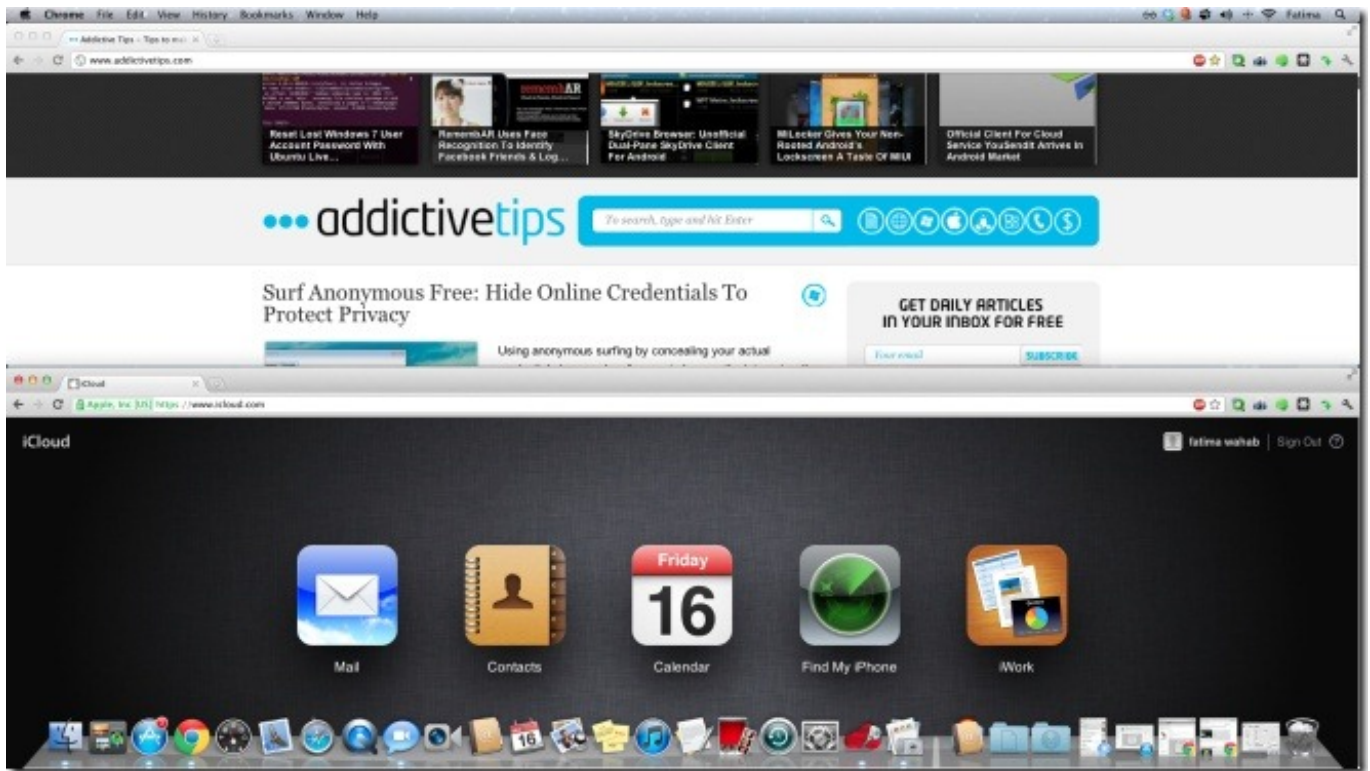 Chrome File Edit View History Bookmarks Window Help
Fatima
Addictive Tips - Tips to
www.addictivetips.com
Reset Lost Windows 7 User
Account Password With
Ubuntu Live...
remembAR
RemembAR Uses Face
Recognition To Identify
Facebook Friends & Log...
SkyDrive Browser: Unofficial
Dual-Pane SkyDrive Client
For Android
MiLocker Gives Your Non-
Rooted Android's
Lockscreen A Taste Of MIUI
Official Client For Cloud
Service YouSendIt Arrives In
Android Market
addictivetips
To search, type and hit Enter
Surf Anonymous Free: Hide Online Credentials To
Protect Privacy
GET DAILY ARTICLES
IN YOUR INBOX FOR FREE
Using anonymous surfing by concealing your actual
Your email
SUBSCRIBE
iCloud
Apple, Inc [US] https://www.icloud.com
iCloud
fatima wahab | Sign Out
Friday
16
Mail
Contacts
Calendar
Find My iPhone
iWork
16